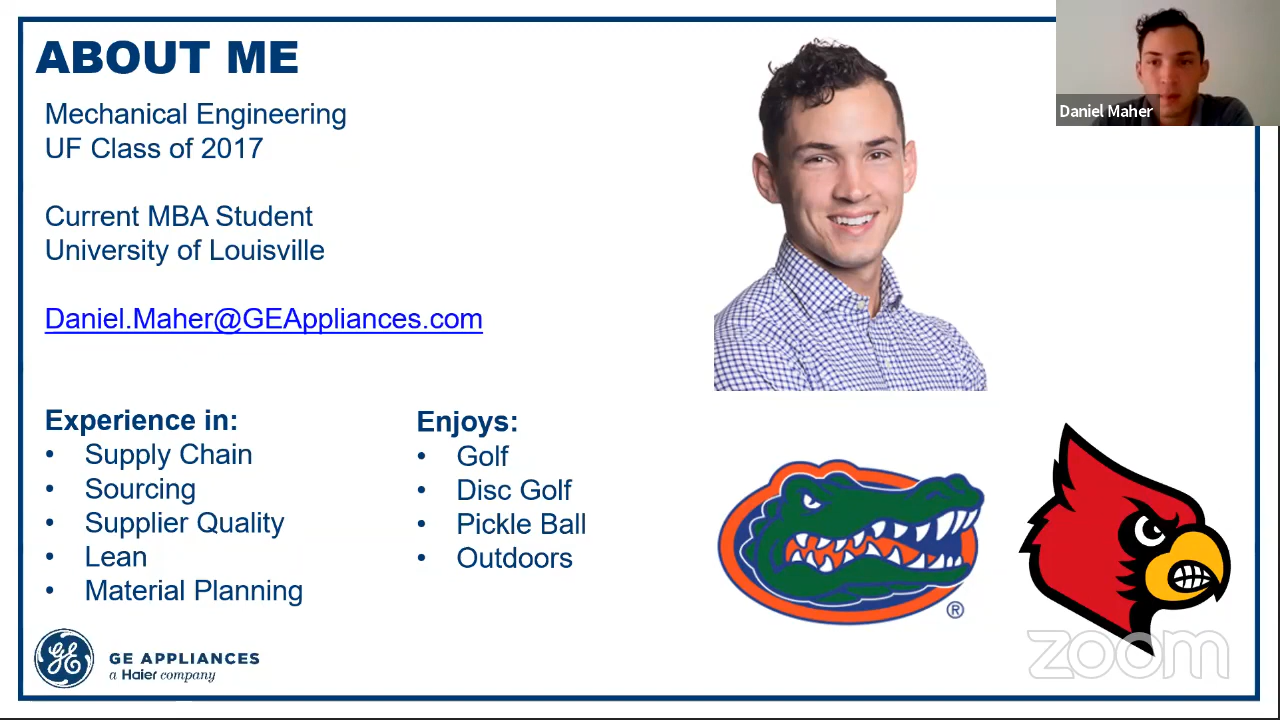 ABOUT ME
Mechanical Engineering
UF Class of 2017
Current MBA Student
University of Louisville
Daniel.Maher@GEAppliances.com
Experience in:
• Supply Chain
• Sourcing
• Supplier Quality
• Lean
• Material Planning
Enjoys:
• Golf
• Disc Golf
• Pickle Ball
• Outdoors
Daniel Maher
®
GE
GE APPLIANCES
a Haier company
zoom